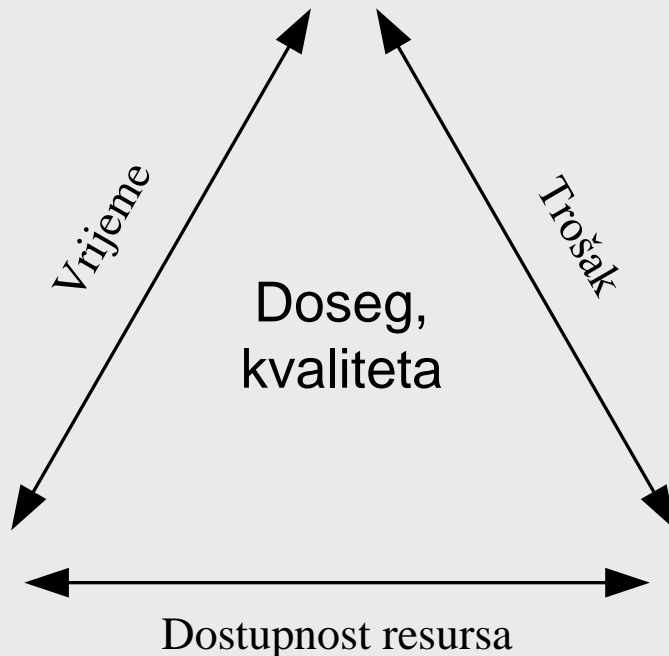 Vrijeme
Trošak
Doseg,
kvaliteta
Dostupnost resursa